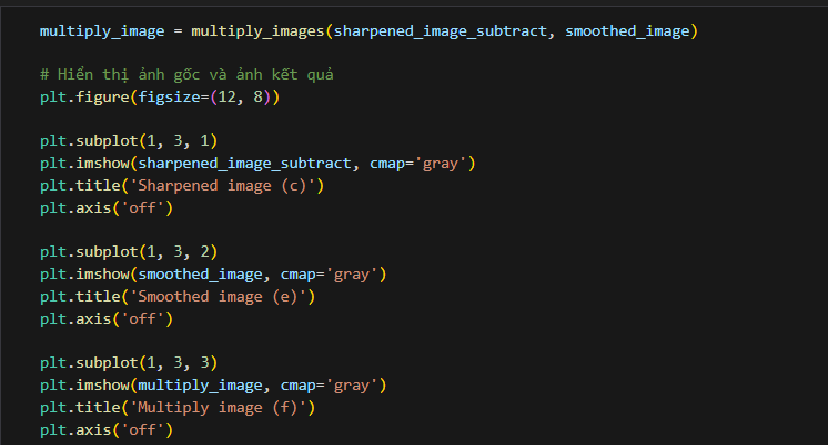 multiply_image = multiply_images(sharpened_image_subtract, smoothed_image)
# Hiển thị ảnh gốc và ảnh kết quả
plt.figure(figsize=(12, 8))
plt.subplot(1, 3, 1)
plt.imshow(sharpened_image_subtract, cmap='gray')
plt.title('Sharpened image (c)')
plt.axis('off')
plt.subplot(1, 3, 2)
plt.imshow(smoothed_image, cmap='gray')
plt.title('Smoothed image (e)')
plt.axis('off')
plt.subplot(1, 3, 3)
plt.imshow(multiply_image, cmap='gray')
plt.title('Multiply image (f)')
plt.axis('off')